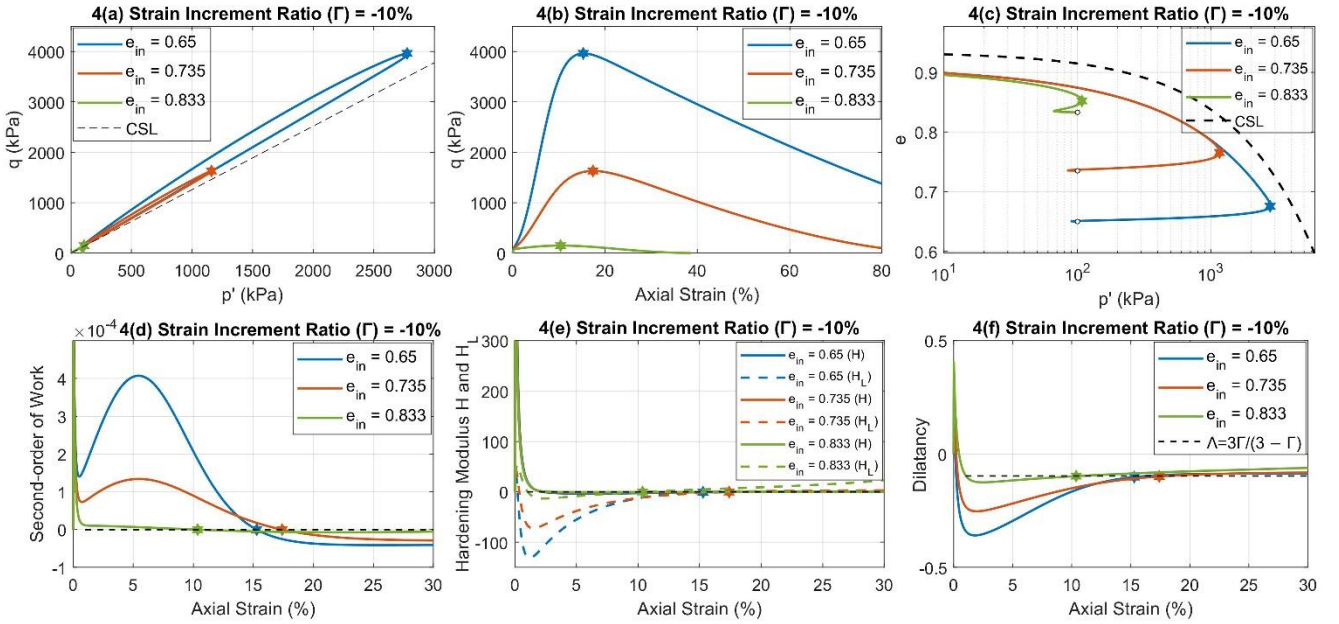 4(a) Strain Increment Ratio (Γ) = -10%
4000
3000
2000
1000
0
q (kPa)
e_in = 0.65
e_in = 0.735
e_in = 0.833
CSL
0 500 1000 1500 2000 2500 3000
p' (kPa)
4(b) Strain Increment Ratio (Γ) = -10%
4000
3000
2000
1000
0
q (kPa)
e_in = 0.65
e_in = 0.735
e_in = 0.833
0 20 40 60 80
Axial Strain (%)
4(c) Strain Increment Ratio (Γ) = -10%
0.9
0.8
0.7
0.6
e
e_in = 0.65
e_in = 0.735
e_in = 0.833
CSL
10^1 10^2 10^3
p' (kPa)
×10^-4
4(d) Strain Increment Ratio (Γ) = -10%
4
3
2
1
0
-1
Second-order of Work
e_in = 0.65
e_in = 0.735
e_in = 0.833
0 5 10 15 20 25 30
Axial Strain (%)
4(e) Strain Increment Ratio (Γ) = -10%
300
200
100
0
-100
Hardening Modulus H and H_L
e_in = 0.65 (H)
e_in = 0.65 (H_L)
e_in = 0.735 (H)
e_in = 0.735 (H_L)
e_in = 0.833 (H)
e_in = 0.833 (H_L)
0 5 10 15 20 25 30
Axial Strain (%)
4(f) Strain Increment Ratio (Γ) = -10%
0.5
0
-0.5
Dilatancy
e_in = 0.65
e_in = 0.735
e_in = 0.833
Λ=3Γ/(3 − Γ)
0 5 10 15 20 25 30
Axial Strain (%)